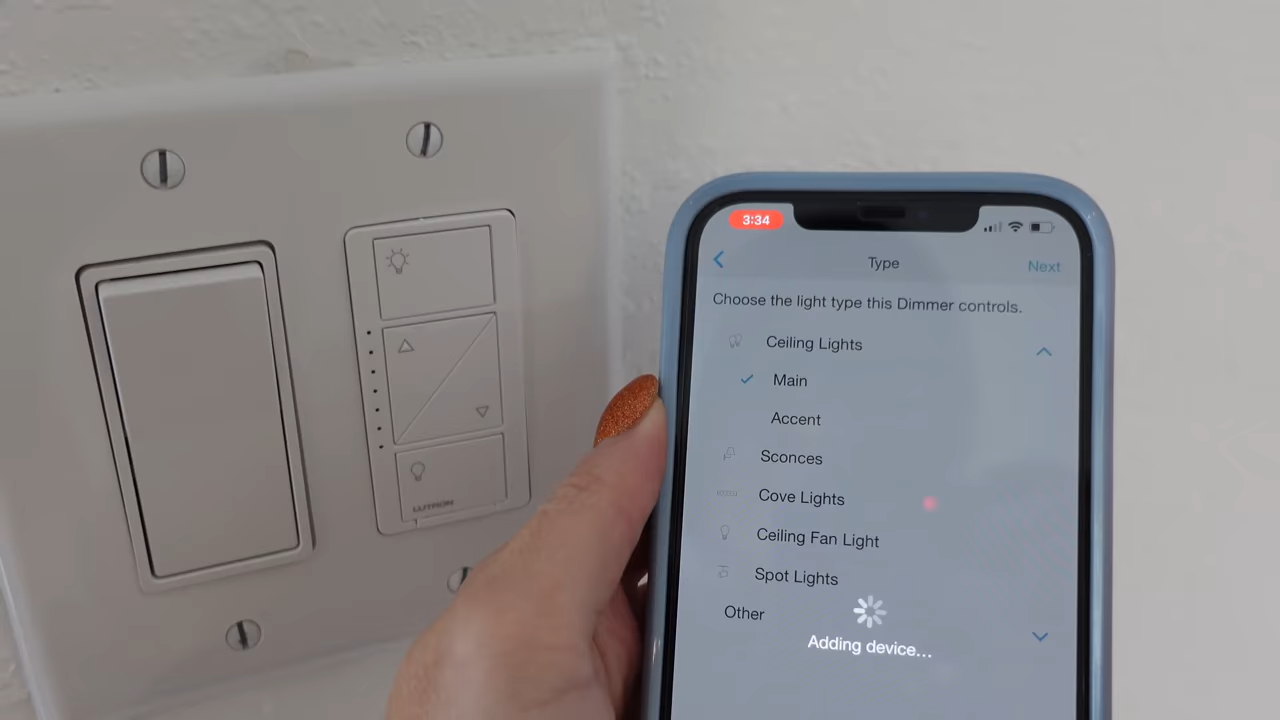 LUTRON
3:34
Type
Next
Choose the light type this Dimmer controls.
Ceiling Lights
Main
Accent
Sconces
Cove Lights
Ceiling Fan Light
Spot Lights
Other
Adding device...